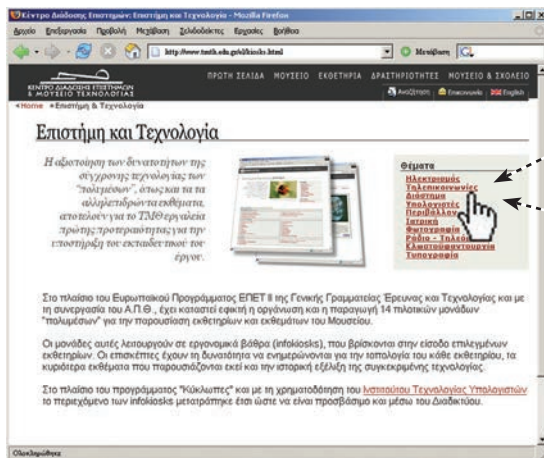 Κέντρο Διάδοσης Επιστημών: Επιστήμη και Τεχνολογία - Mozilla Firefox
Αρχείο Επεξεργασία Προβολή Μετάβαση Σελιδοδείκτες Εργαλεία Βοήθεια
http://www.tmth.edu.gr/el/kiosks.html
Μετάβαση
ΚΕΝΤΡΟ ΔΙΑΔΟΣΗΣ ΕΠΙΣΤΗΜΩΝ
& ΜΟΥΣΕΙΟ ΤΕΧΝΟΛΟΓΙΑΣ
ΠΡΩΤΗ ΣΕΛΙΔΑ ΜΟΥΣΕΙΟ ΕΚΘΕΤΗΡΙΑ ΔΡΑΣΤΗΡΙΟΤΗΤΕΣ ΜΟΥΣΕΙΟ & ΣΧΟΛΕΙΟ
Αναζήτηση Επικοινωνία English
Home Επιστήμη & Τεχνολογία
Επιστήμη και Τεχνολογία
Η αξιοποίηση των δυνατοτήτων της
σύγχρονης τεχνολογίας των
"πολυμέσων", όπως και τα τα
αλληλεπιδρώντα εκθέματα,
αποτελούν για το ΤΜΘ εργαλεία
πρώτης προτεραιότητας για την
υποστήριξη του εκπαιδευτικού του
έργου.
Θέματα
Ηλεκτρισμός
Τηλεπικοινωνίες
Διάστημα
Υπολογιστές
Περιβάλλον
Ιατρική
Φωτογραφία
Ράδιο - Τηλεό
Κλωστοϋφαντουργία
Τυπογραφία
Στο πλαίσιο του Ευρωπαϊκού Προγράμματος ΕΠΕΤ ΙΙ της Γενικής Γραμματείας Έρευνας και Τεχνολογίας και με
τη συνεργασία του Α.Π.Θ., έχει καταστεί εφικτή η οργάνωση και η παραγωγή 14 πιλοτικών μονάδων
"πολυμέσων" για την παρουσίαση εκθετηρίων και εκθεμάτων του Μουσείου.
Οι μονάδες αυτές λειτουργούν σε εργονομικά βάθρα (infokiosks), που βρίσκονται στην είσοδο επιλεγμένων
εκθετηρίων. Οι επισκέπτες έχουν τη δυνατότητα να ενημερώνονται για την τοπολογία του κάθε εκθετηρίου, τα
κυριότερα εκθέματα που παρουσιάζονται εκεί και την ιστορική εξέλιξη της συγκεκριμένης τεχνολογίας.
Στο πλαίσιο του προγράμματος "Κύκλωπες" και με τη χρηματοδότηση του Ινστιτούτου Τεχνολογίας Υπολογιστών
το περιεχόμενο των infokiosks μετατράπηκε έτσι ώστε να είναι προσβάσιμο και μέσω του Διαδικτύου.
Ολοκληρώθηκε